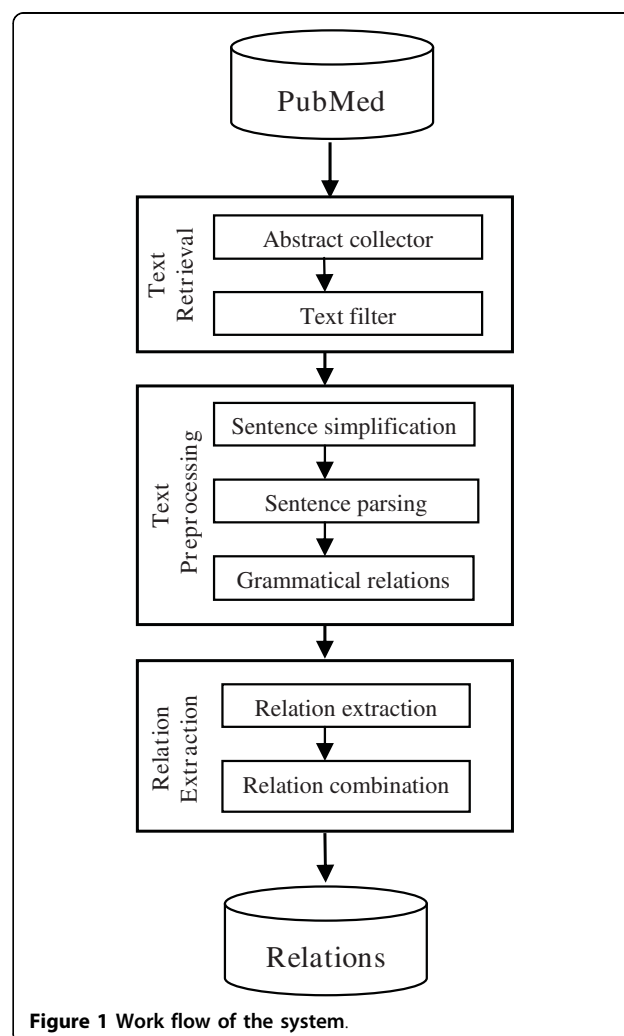 PubMed
Text
Retrieval
Abstract collector
Text filter
Text
Preprocessing
Sentence simplification
Sentence parsing
Grammatical relations
Relation
Extraction
Relation extraction
Relation combination
Relations
Figure 1 Work flow of the system.